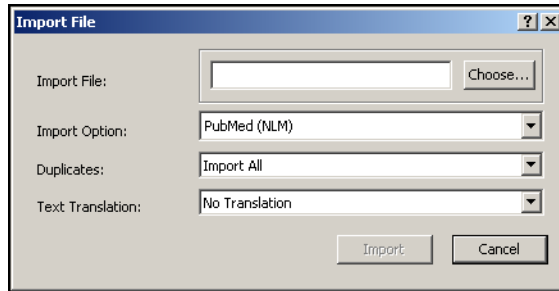 Import File
Import File:
Choose...
Import Option:
PubMed (NLM)
Duplicates:
Import All
Text Translation:
No Translation
Import
Cancel